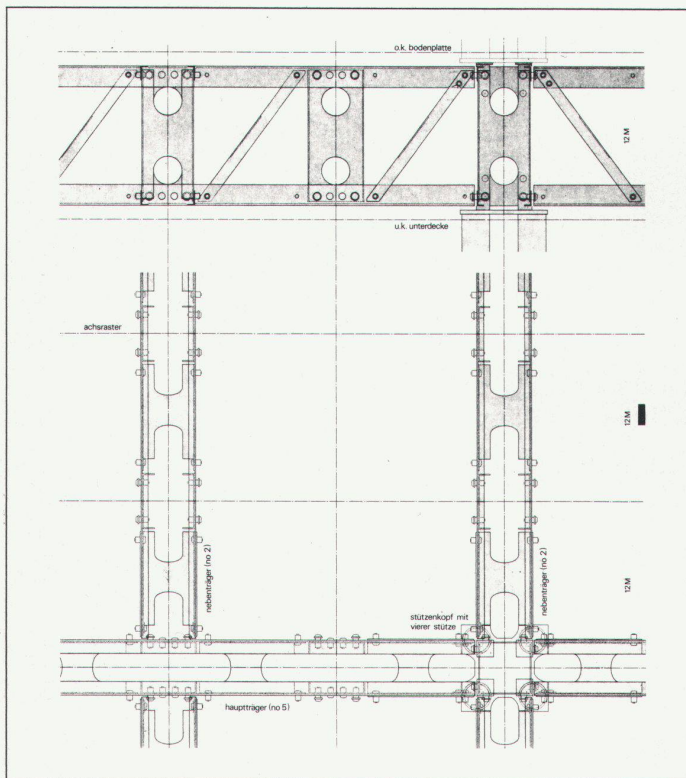 o.k. bodenplatte
12 M
u.k. unterdecke
achsraster
12 M
nebenträger (no 2)
stützenkopf mit
vierer stütze
nebenträger (no 2)
12 M
hauptträger (no 5)